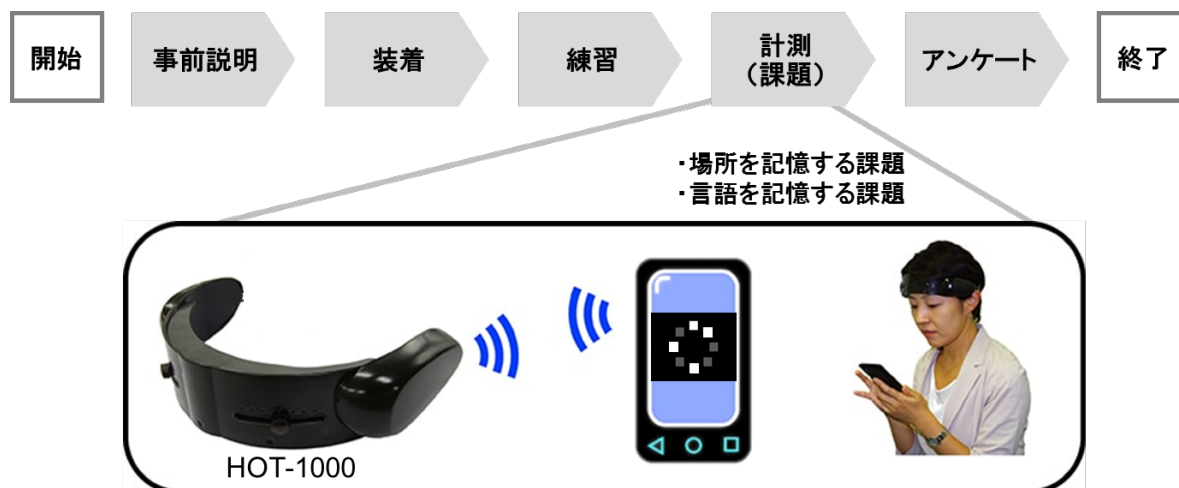 開始
事前説明
装着
練習
計測
（課題）
アンケート
終了
・場所を記憶する課題
・言語を記憶する課題
HOT-1000